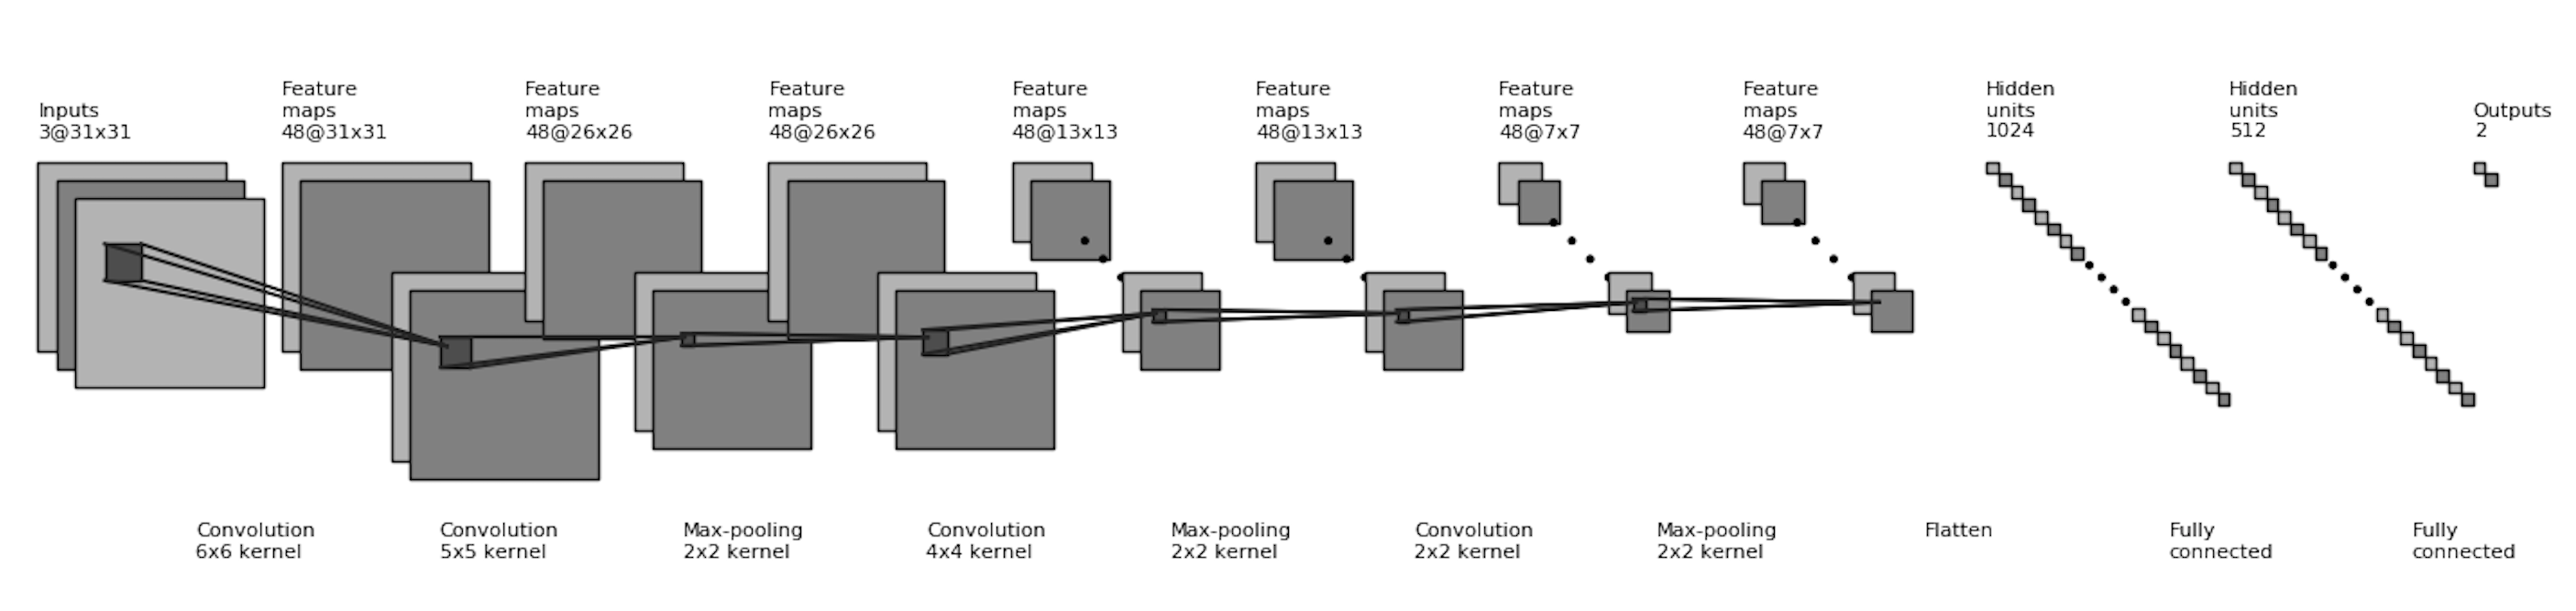 Inputs
3@31x31
Feature
maps
48@31x31
Feature
maps
48@26x26
Feature
maps
48@26x26
Feature
maps
48@13x13
Feature
maps
48@13x13
Feature
maps
48@7x7
Feature
maps
48@7x7
Hidden
units
1024
Hidden
units
512
Outputs
2
Convolution
6x6 kernel
Convolution
5x5 kernel
Max-pooling
2x2 kernel
Convolution
4x4 kernel
Max-pooling
2x2 kernel
Convolution
2x2 kernel
Max-pooling
2x2 kernel
Flatten
Fully
connected
Fully
connected